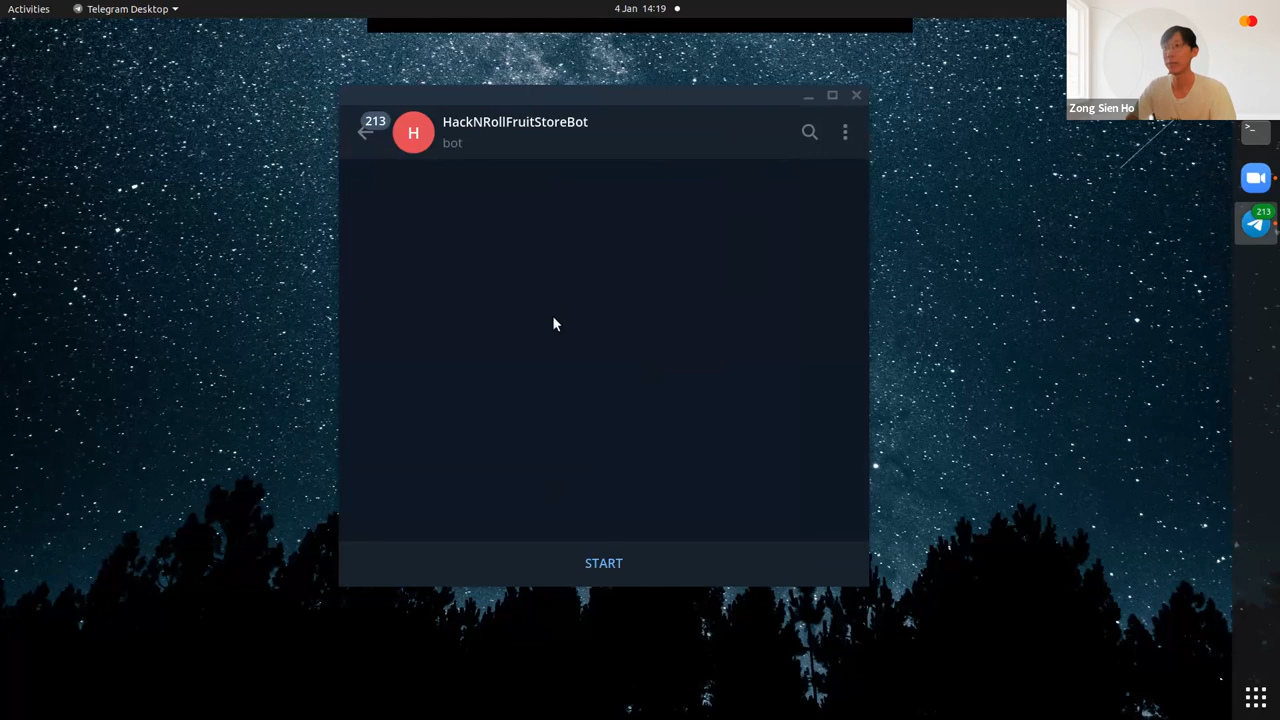 Activities
Telegram Desktop
4 Jan 14:19
Zong Sien Ho
213
H
HackNRollFruitStoreBot
bot
>_
213
START